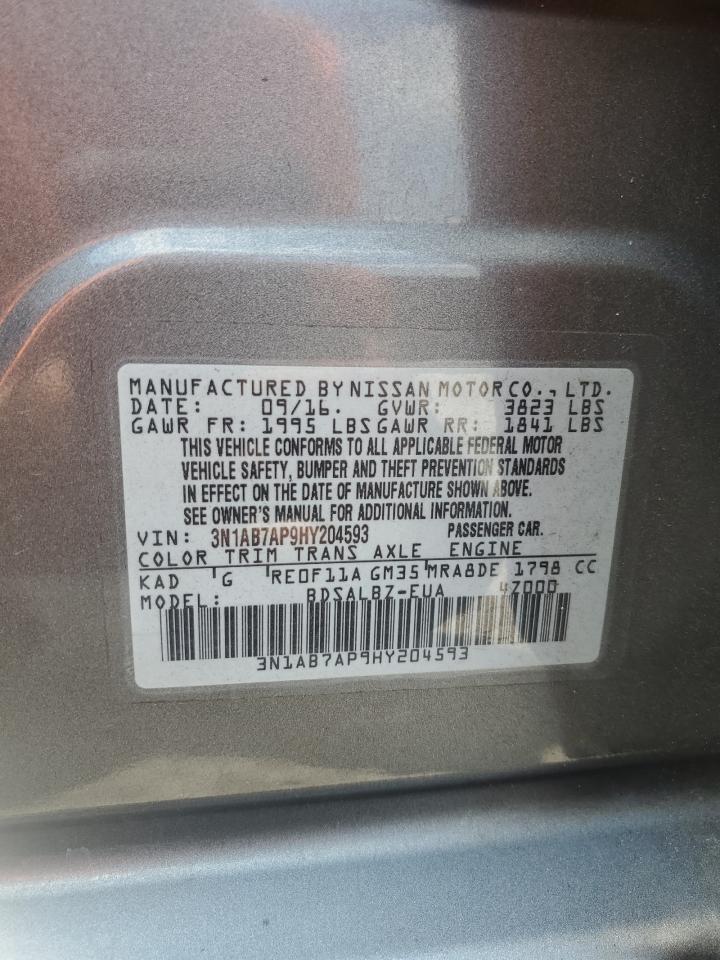 MANUFACTURED BY NISSAN MOTOR CO., LTD.
DATE: 09/16. GVWR: 3823 LBS
GAWR FR: 1995 LBS GAWR RR: 1841 LBS
THIS VEHICLE CONFORMS TO ALL APPLICABLE FEDERAL MOTOR
VEHICLE SAFETY, BUMPER AND THEFT PREVENTION STANDARDS
IN EFFECT ON THE DATE OF MANUFACTURE SHOWN ABOVE.
SEE OWNER'S MANUAL FOR ADDITIONAL INFORMATION.
VIN: 3N1AB7AP9HY204593 PASSENGER CAR.
COLOR TRIM TRANS AXLE ENGINE
KAD G RE0F11A GM35 MRA8DE 1798 CC
MODEL: BDSALBZ-EUA 47000
3N1AB7AP9HY204593